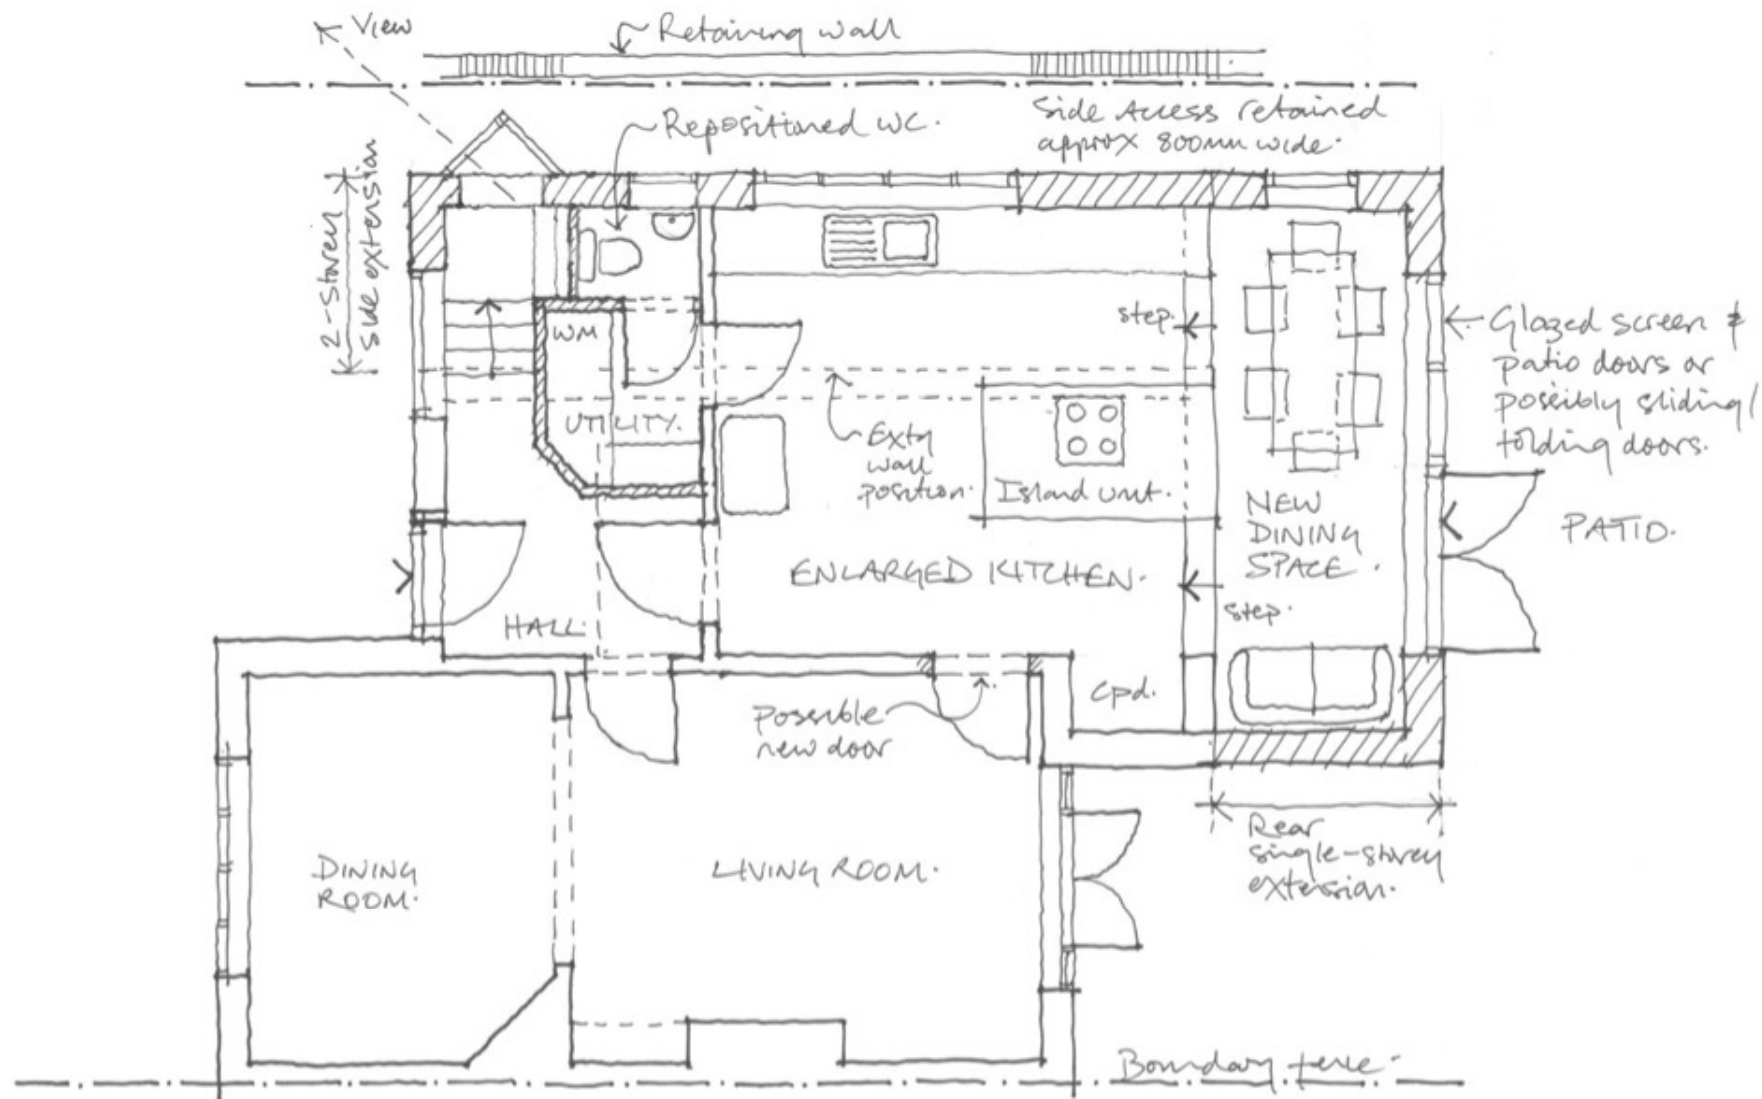 View
Retaining wall
Side Access retained
approx 800mm wide.
Repositioned WC.
2-storey
side extension
WM
UTILITY.
step.
Glazed screen &
patio doors or
possibly sliding/
folding doors.
Extg
wall
position.
Island unit.
NEW
DINING
SPACE.
PATIO.
ENLARGED KITCHEN.
step.
HALL.
Cpd.
Possible
new door
Rear
single-storey
extension.
DINING
ROOM.
LIVING ROOM.
Boundary